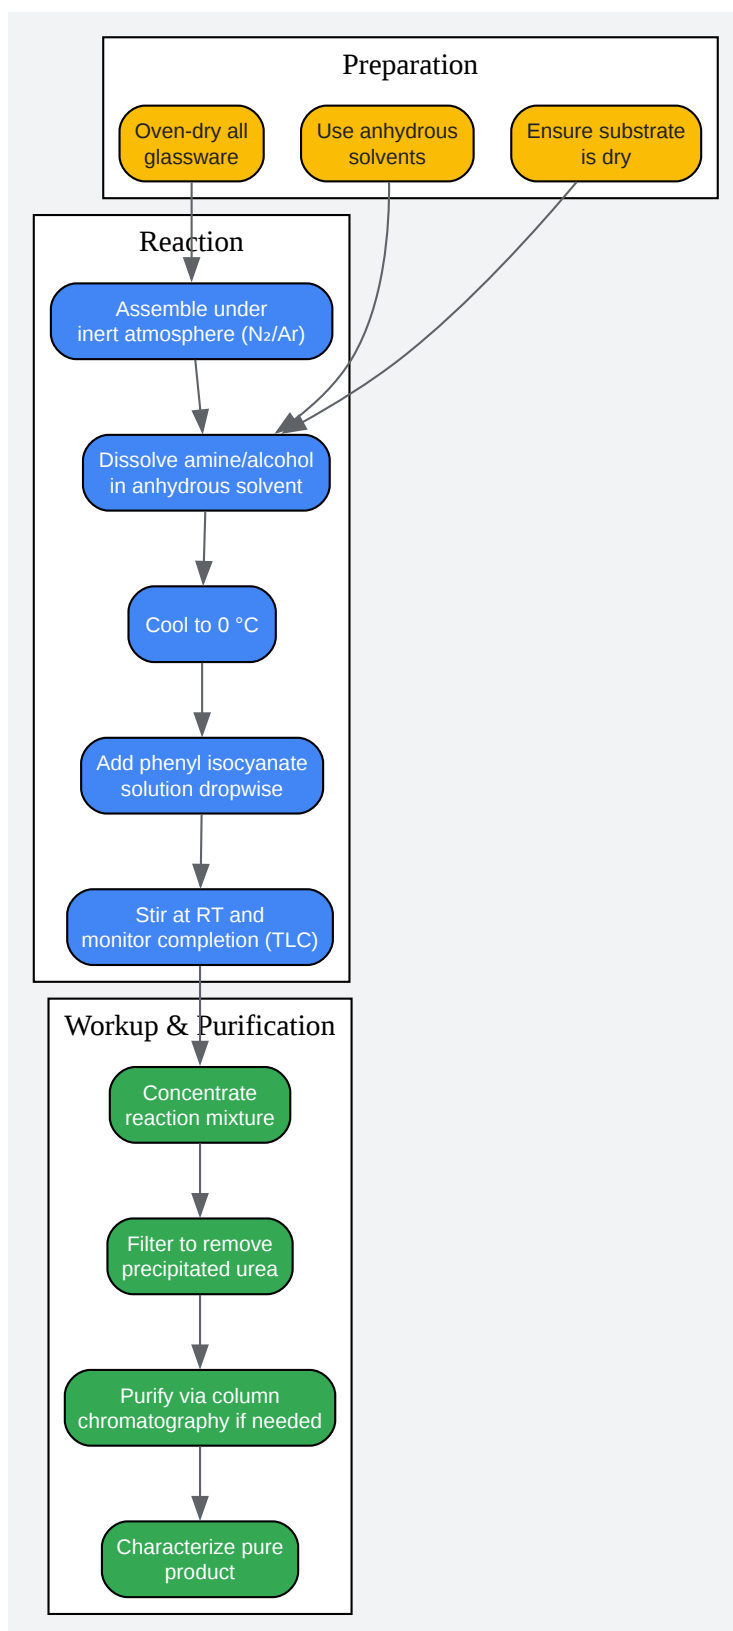 Preparation
Oven-dry all
glassware
Use anhydrous
solvents
Ensure substrate
is dry
Reaction
Assemble under
inert atmosphere (N₂/Ar)
Dissolve amine/alcohol
in anhydrous solvent
Cool to 0 °C
Add phenyl isocyanate
solution dropwise
Stir at RT and
monitor completion (TLC)
Workup & Purification
Concentrate
reaction mixture
Filter to remove
precipitated urea
Purify via column
chromatography if needed
Characterize pure
product